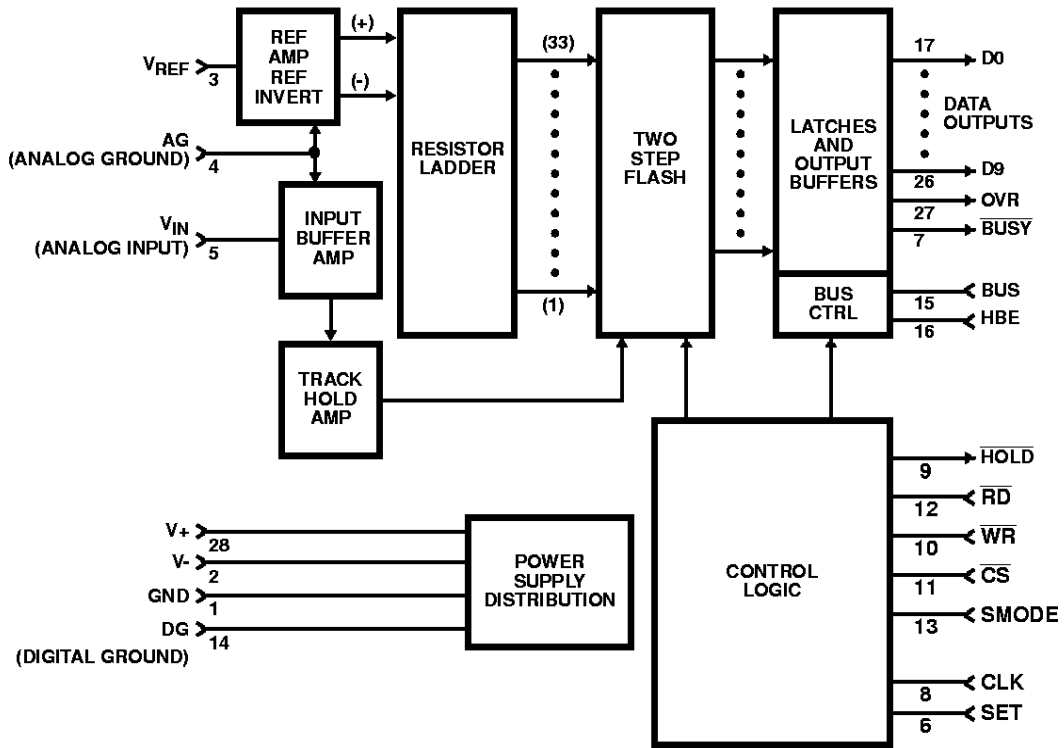 REF
AMP
REF
INVERT
(+)
(-)
VREF
3
AG
(ANALOG GROUND)
4
VIN
(ANALOG INPUT)
5
INPUT
BUFFER
AMP
TRACK
HOLD
AMP
RESISTOR
LADDER
(33)
(1)
TWO
STEP
FLASH
LATCHES
AND
OUTPUT
BUFFERS
BUS
CTRL
17 D0
DATA
OUTPUTS
D9
26
OVR
27
BUSY
7
BUS
15
HBE
16
CONTROL
LOGIC
HOLD
9
RD
12
WR
10
CS
11
SMODE
13
CLK
8
SET
6
V+
28
V-
2
GND
1
DG
14
(DIGITAL GROUND)
POWER
SUPPLY
DISTRIBUTION